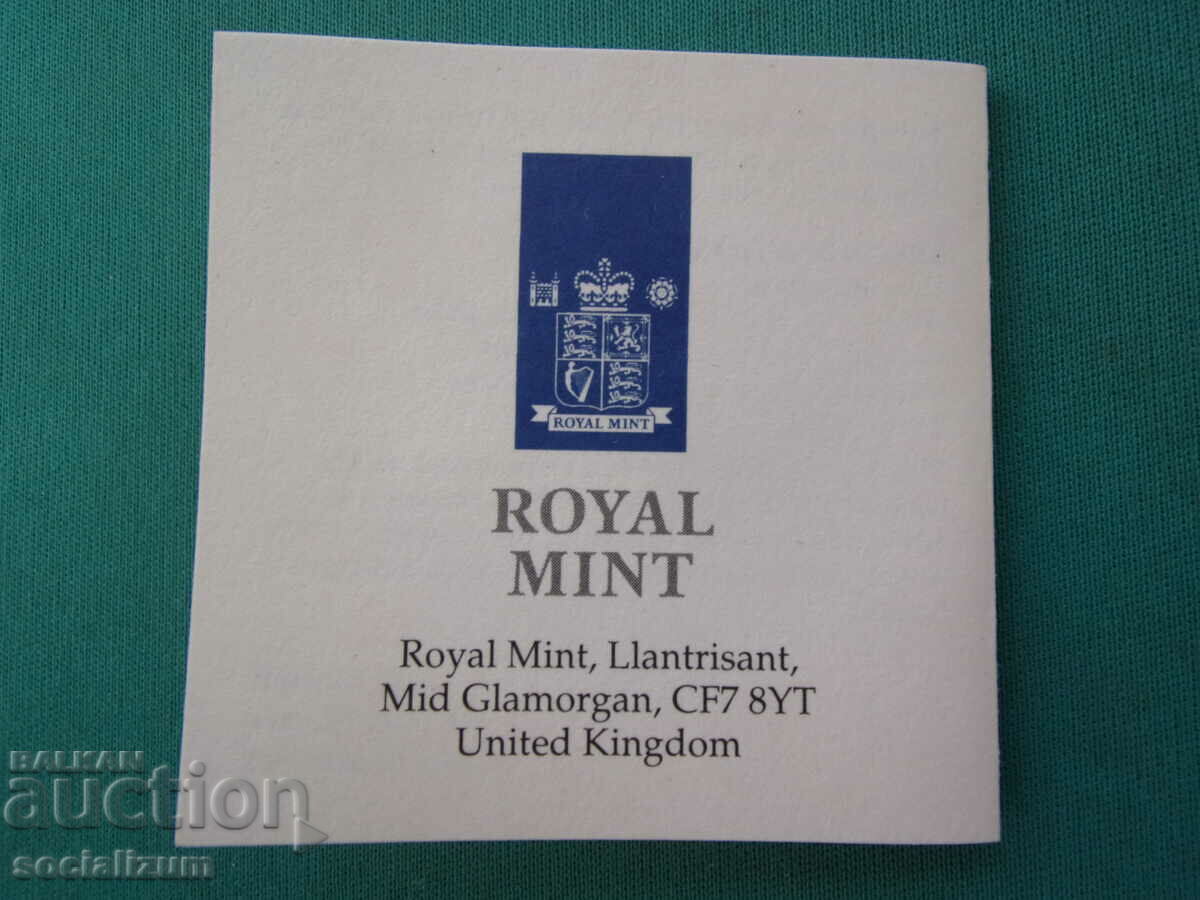 ROYAL MINT
ROYAL
MINT
Royal Mint, Llantrisant,
Mid Glamorgan, CF7 8YT
United Kingdom
BALKAN
auction
socializum